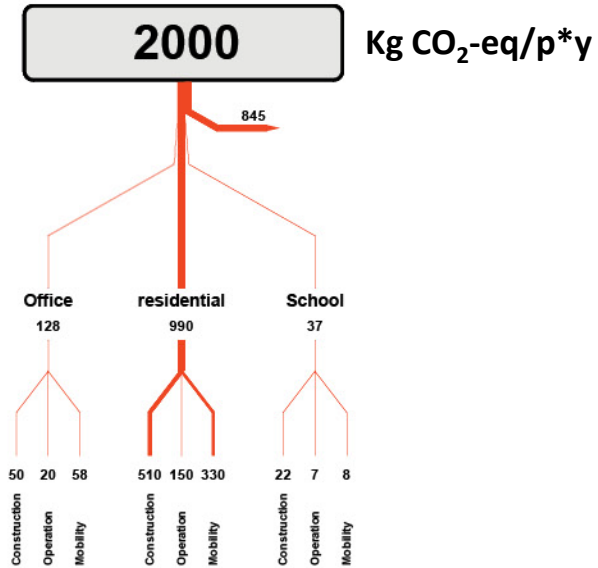 2000 Kg CO₂-eq/p*y
845
Office residential School
128 990 37
50 20 58 510 150 330 22 7 8
Construction Operation Mobility Construction Operation Mobility Construction Operation Mobility